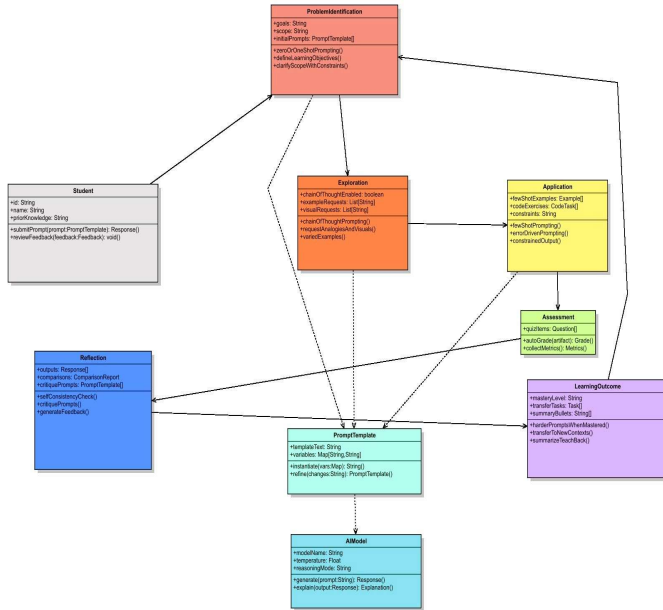 ProblemIdentification
+goals: String
+scope: String
+initialPrompts: PromptTemplate[]
+zeroOrOneShotPrompting()
+defineLearningObjectives()
+clarifyScopeWithConstraints()
Student
+id: String
+name: String
+priorKnowledge: String
+submitPrompt(prompt:PromptTemplate): Response()
+reviewFeedback(feedback:Feedback): void()
Exploration
+chainOfThoughtEnabled: boolean
+exampleRequests: List[String]
+visualRequests: List[String]
+chainOfThoughtPrompting()
+requestAnalogiesAndVisuals()
+variedExamples()
Application
+fewShotExamples: Example[]
+codeExercises: CodeTask[]
+constraints: String
+fewShotPrompting()
+errorDrivenPrompting()
+constrainedOutput()
Assessment
+quizItems: Question[]
+autoGrade(artifact): Grade()
+collectMetrics(): Metrics()
Reflection
+outputs: Response[]
+comparisons: ComparisonReport
+critiquePrompts: PromptTemplate[]
+selfConsistencyCheck()
+critiquePrompts()
+generateFeedback()
LearningOutcome
+masteryLevel: String
+transferTasks: Task[]
+summaryBullets: String[]
+harderPromptsWhenMastered()
+transferToNewContexts()
+summarizeTeachBack()
PromptTemplate
+templateText: String
+variables: Map[String,String]
+instantiate(vars:Map): String()
+refine(changes:String): PromptTemplate()
AIModel
+modelName: String
+temperature: Float
+reasoningMode: String
+generate(prompt:String): Response()
+explain(output:Response): Explanation()